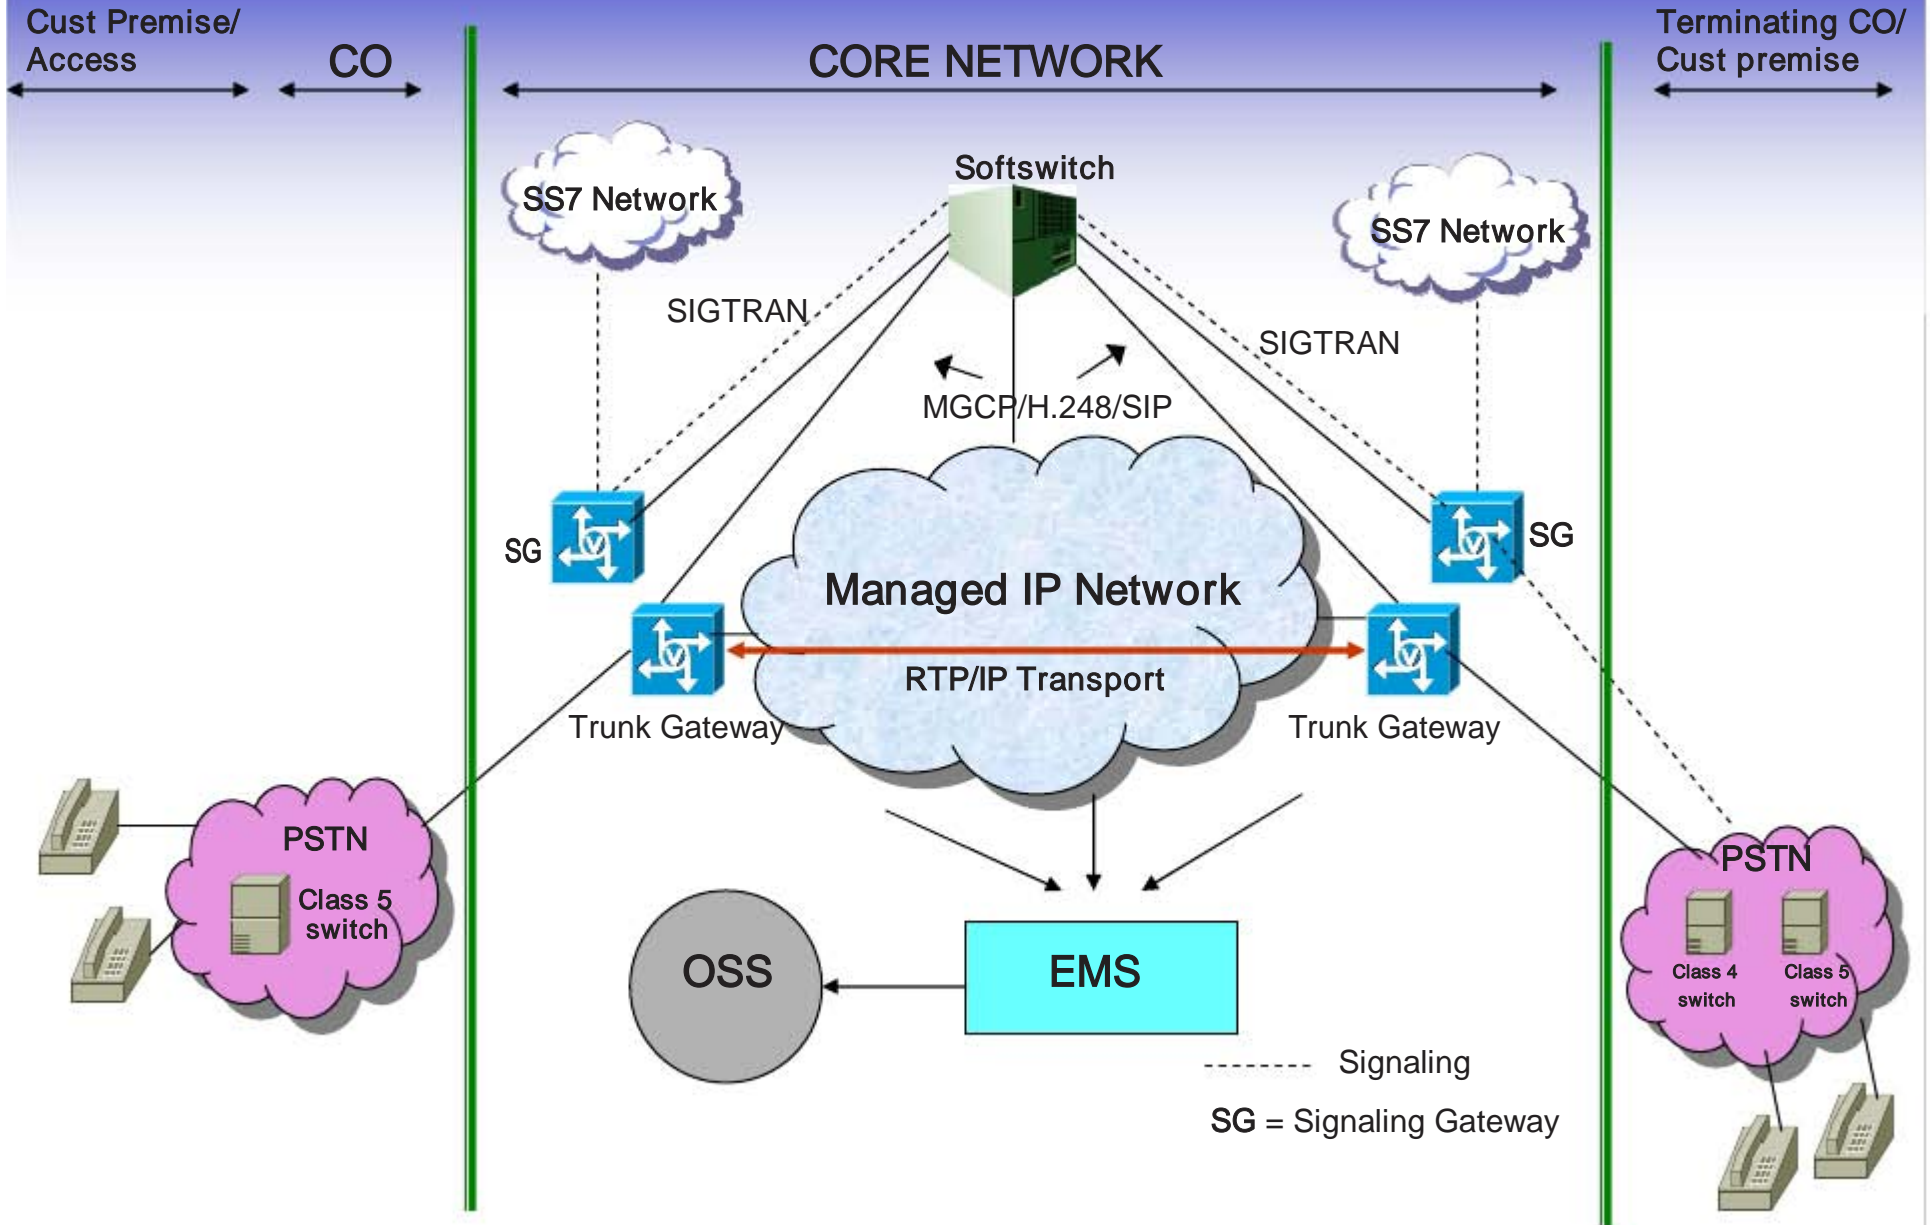 Cust Premise/
Access
CO
CORE NETWORK
Terminating CO/
Cust premise
Softswitch
SS7 Network
SS7 Network
SIGTRAN
SIGTRAN
MGCP/H.248/SIP
SG
SG
Managed IP Network
RTP/IP Transport
Trunk Gateway
Trunk Gateway
PSTN
Class 5
switch
PSTN
Class 4
switch
Class 5
switch
OSS
EMS
Signaling
SG = Signaling Gateway